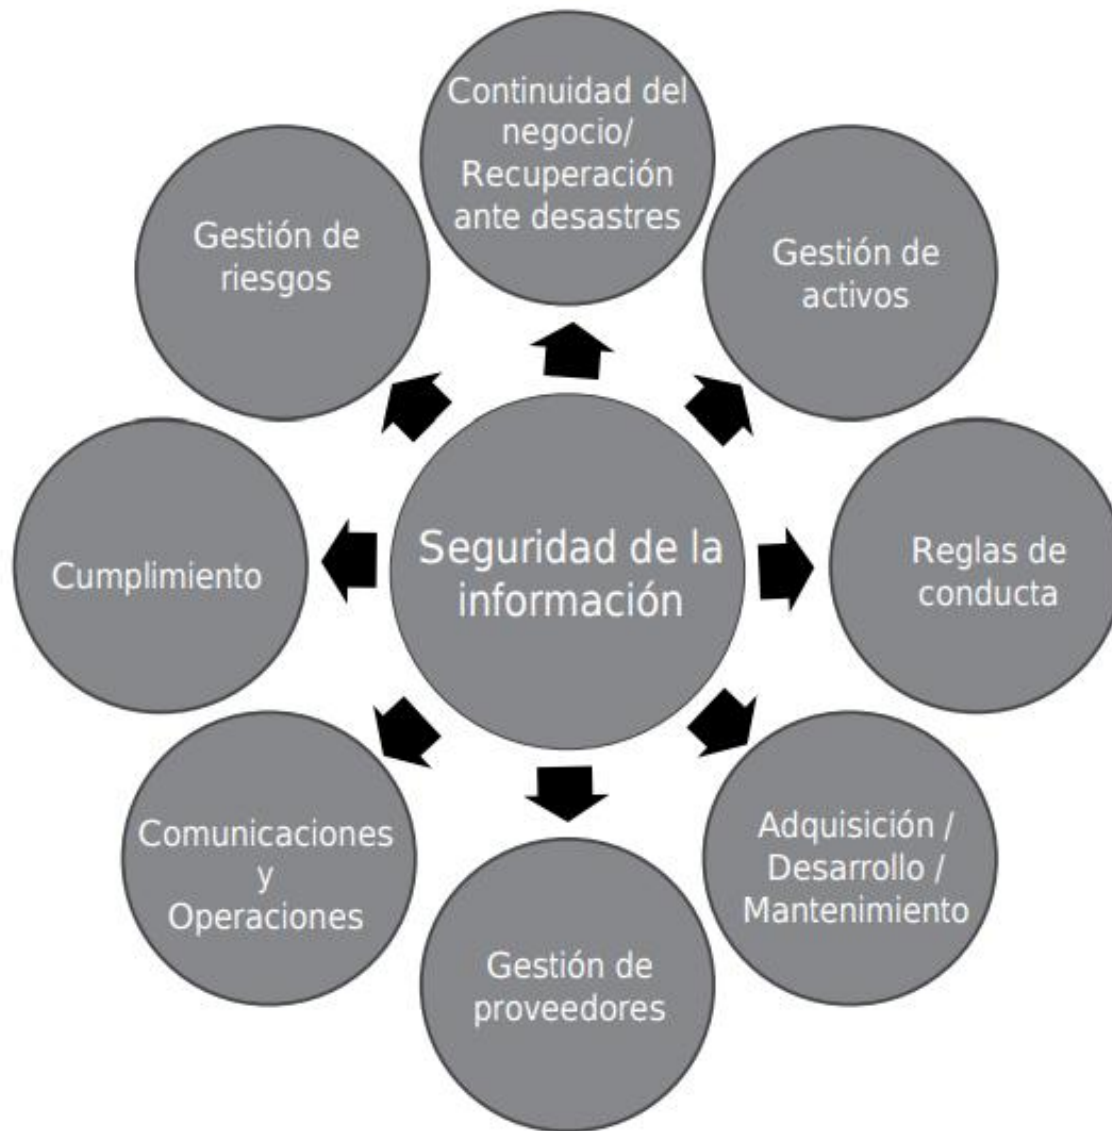 Continuidad del
negocio/
Recuperación
ante desastres
Gestión de
riesgos
Gestión de
activos
Cumplimiento
Seguridad de la
información
Reglas de
conducta
Comunicaciones
y
Operaciones
Adquisición /
Desarrollo /
Mantenimiento
Gestión de
proveedores